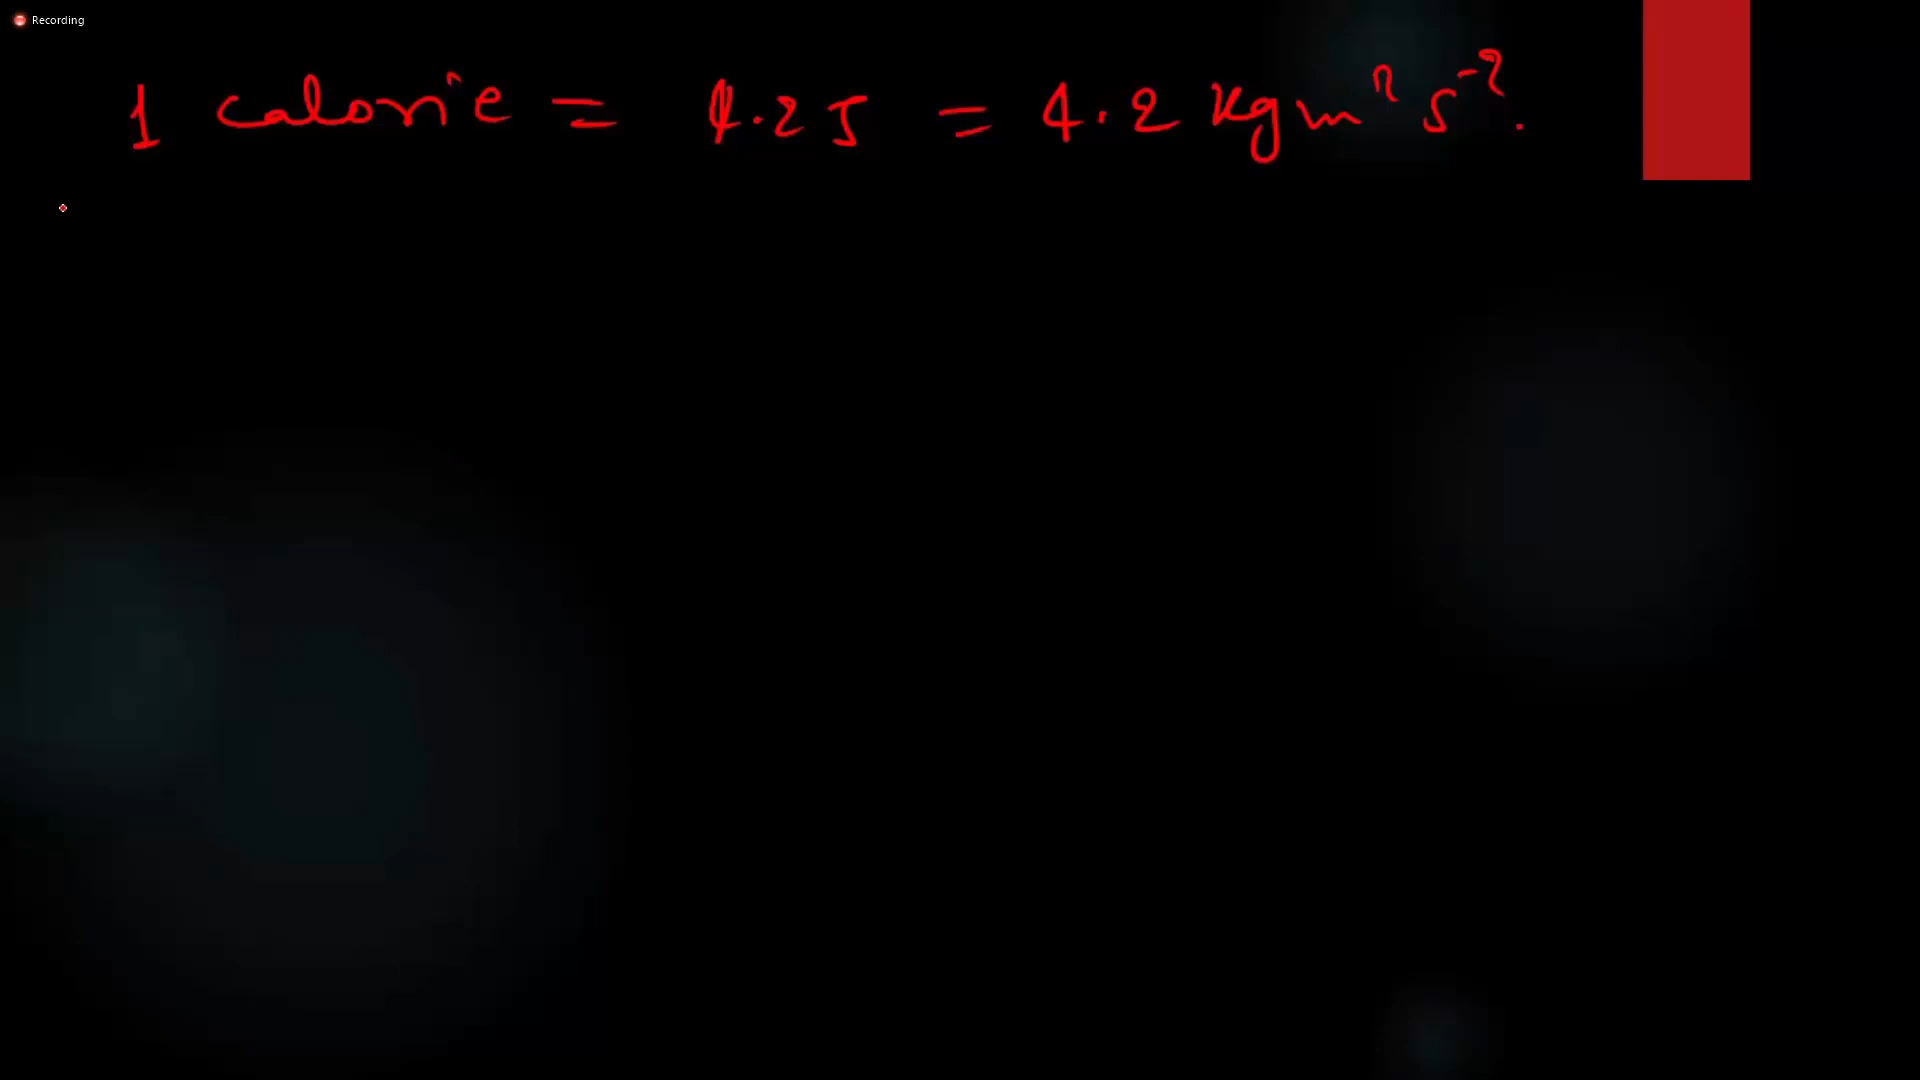 Recording
1 calorie = 4.2 J = 4.2 kg m² s⁻².